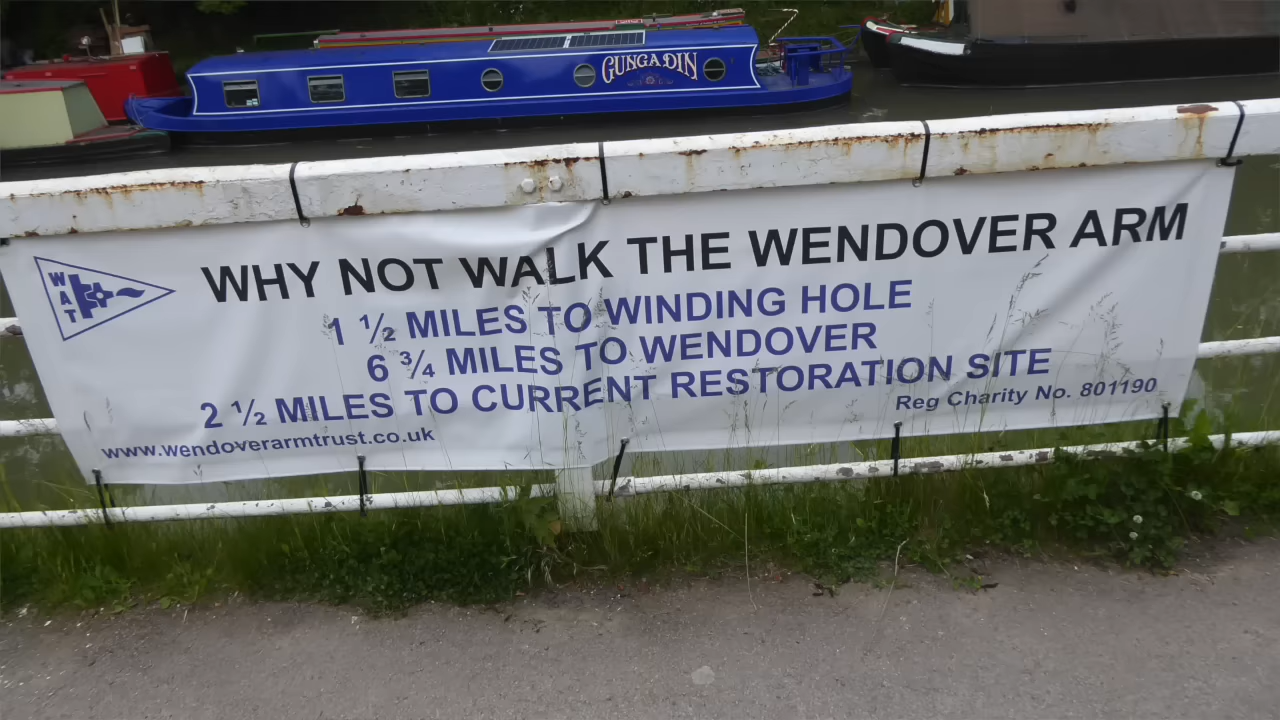 GUNGA DIN
WAT
WHY NOT WALK THE WENDOVER ARM
1 ½ MILES TO WINDING HOLE
6 ¾ MILES TO WENDOVER
2 ½ MILES TO CURRENT RESTORATION SITE
Reg Charity No. 801190
www.wendoverarmtrust.co.uk